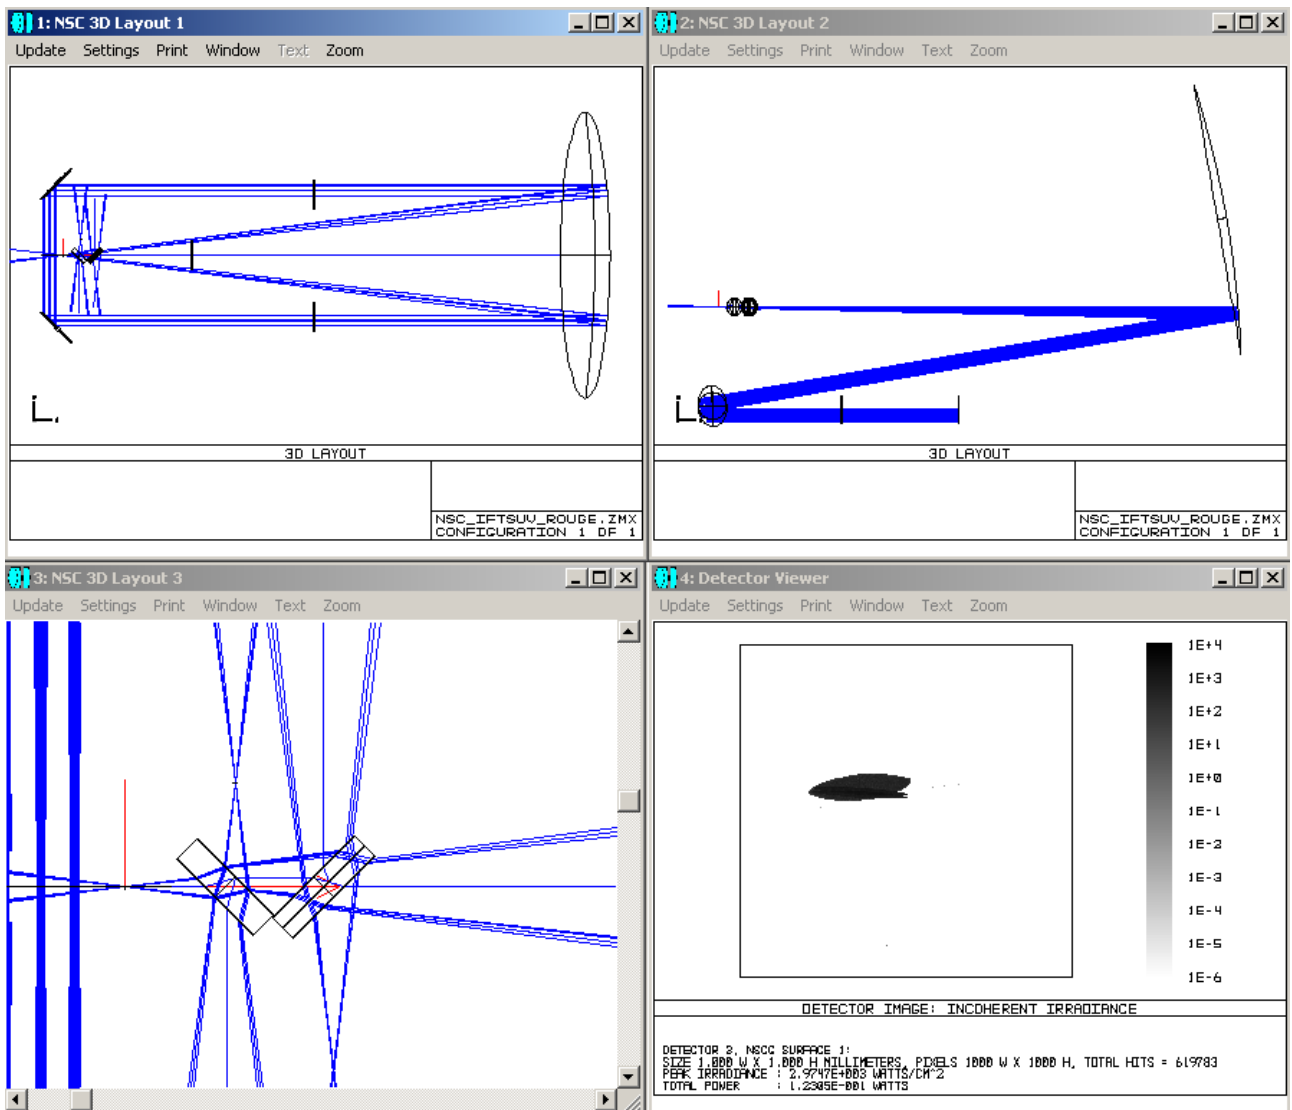 1: NSC 3D Layout 1
Update Settings Print Window Text Zoom
3D LAYOUT
NSC_IFTSUV_ROUGE.ZMX
CONFIGURATION 1 OF 1
2: NSC 3D Layout 2
Update Settings Print Window Text Zoom
3D LAYOUT
NSC_IFTSUV_ROUGE.ZMX
CONFIGURATION 1 OF 1
3: NSC 3D Layout 3
Update Settings Print Window Text Zoom
4: Detector Viewer
Update Settings Print Window Text Zoom
1E+4
1E+3
1E+2
1E+1
1E+0
1E-1
1E-2
1E-3
1E-4
1E-5
1E-6
DETECTOR IMAGE: INCOHERENT IRRADIANCE
DETECTOR 3, NSCG SURFACE 1:
SIZE 1.000 W X 1.000 H MILLIMETERS, PIXELS 1000 W X 1000 H, TOTAL HITS = 619783
PEAK IRRADIANCE : 2.9747E+003 WATTS/CM^2
TOTAL POWER : 1.2305E-001 WATTS